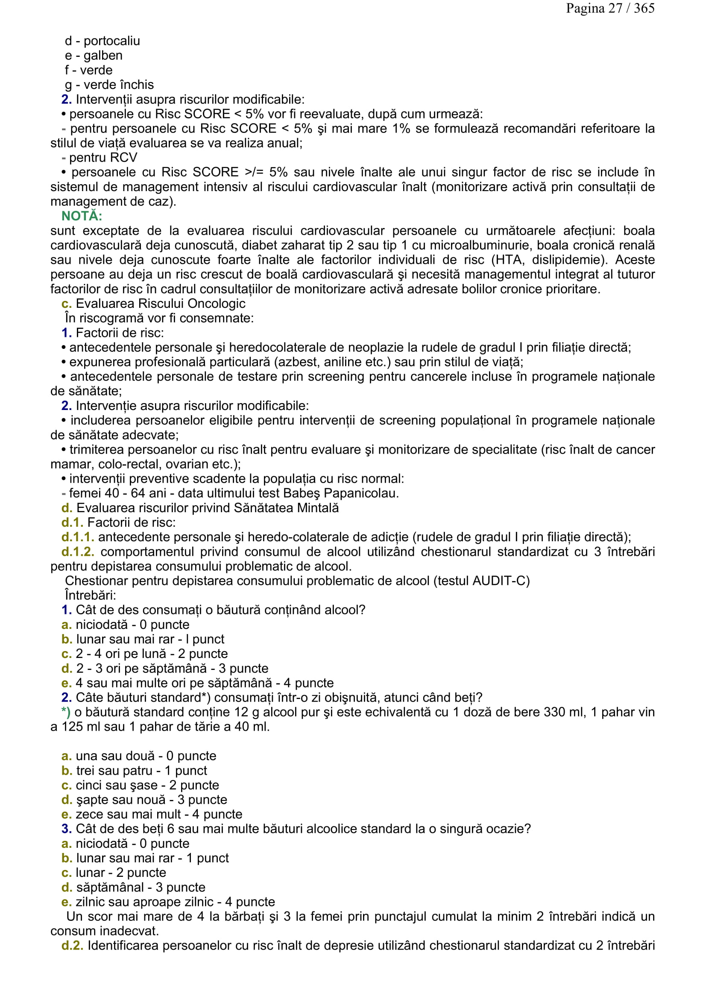 Pagina 27 / 365
d - portocaliu
e - galben
f - verde
g - verde închis
2. Intervenţii asupra riscurilor modificabile:
• persoanele cu Risc SCORE < 5% vor fi reevaluate, după cum urmează:
- pentru persoanele cu Risc SCORE < 5% şi mai mare 1% se formulează recomandări referitoare la
stilul de viaţă evaluarea se va realiza anual;
- pentru RCV
• persoanele cu Risc SCORE >/= 5% sau nivele înalte ale unui singur factor de risc se include în
sistemul de management intensiv al riscului cardiovascular înalt (monitorizare activă prin consultaţii de
management de caz).
NOTĂ:
sunt exceptate de la evaluarea riscului cardiovascular persoanele cu următoarele afecţiuni: boala
cardiovasculară deja cunoscută, diabet zaharat tip 2 sau tip 1 cu microalbuminurie, boala cronică renală
sau nivele deja cunoscute foarte înalte ale factorilor individuali de risc (HTA, dislipidemie). Aceste
persoane au deja un risc crescut de boală cardiovasculară şi necesită managementul integrat al tuturor
factorilor de risc în cadrul consultaţiilor de monitorizare activă adresate bolilor cronice prioritare.
c. Evaluarea Riscului Oncologic
În riscogramă vor fi consemnate:
1. Factorii de risc:
• antecedentele personale şi heredocolaterale de neoplazie la rudele de gradul I prin filiaţie directă;
• expunerea profesională particulară (azbest, aniline etc.) sau prin stilul de viaţă;
• antecedentele personale de testare prin screening pentru cancerele incluse în programele naţionale
de sănătate;
2. Intervenţie asupra riscurilor modificabile:
• includerea persoanelor eligibile pentru intervenţii de screening populaţional în programele naţionale
de sănătate adecvate;
• trimiterea persoanelor cu risc înalt pentru evaluare şi monitorizare de specialitate (risc înalt de cancer
mamar, colo-rectal, ovarian etc.);
• intervenţii preventive scadente la populaţia cu risc normal:
- femei 40 - 64 ani - data ultimului test Babeş Papanicolau.
d. Evaluarea riscurilor privind Sănătatea Mintală
d.1. Factorii de risc:
d.1.1. antecedente personale şi heredo-colaterale de adicţie (rudele de gradul I prin filiaţie directă);
d.1.2. comportamentul privind consumul de alcool utilizând chestionarul standardizat cu 3 întrebări
pentru depistarea consumului problematic de alcool.
Chestionar pentru depistarea consumului problematic de alcool (testul AUDIT-C)
Întrebări:
1. Cât de des consumaţi o băutură conţinând alcool?
a. niciodată - 0 puncte
b. lunar sau mai rar - l punct
c. 2 - 4 ori pe lună - 2 puncte
d. 2 - 3 ori pe săptămână - 3 puncte
e. 4 sau mai multe ori pe săptămână - 4 puncte
2. Câte băuturi standard*) consumaţi într-o zi obişnuită, atunci când beţi?
*) o băutură standard conţine 12 g alcool pur şi este echivalentă cu 1 doză de bere 330 ml, 1 pahar vin
a 125 ml sau 1 pahar de tărie a 40 ml.
a. una sau două - 0 puncte
b. trei sau patru - 1 punct
c. cinci sau şase - 2 puncte
d. şapte sau nouă - 3 puncte
e. zece sau mai mult - 4 puncte
3. Cât de des beţi 6 sau mai multe băuturi alcoolice standard la o singură ocazie?
a. niciodată - 0 puncte
b. lunar sau mai rar - 1 punct
c. lunar - 2 puncte
d. săptămânal - 3 puncte
e. zilnic sau aproape zilnic - 4 puncte
Un scor mai mare de 4 la bărbaţi şi 3 la femei prin punctajul cumulat la minim 2 întrebări indică un
consum inadecvat.
d.2. Identificarea persoanelor cu risc înalt de depresie utilizând chestionarul standardizat cu 2 întrebări